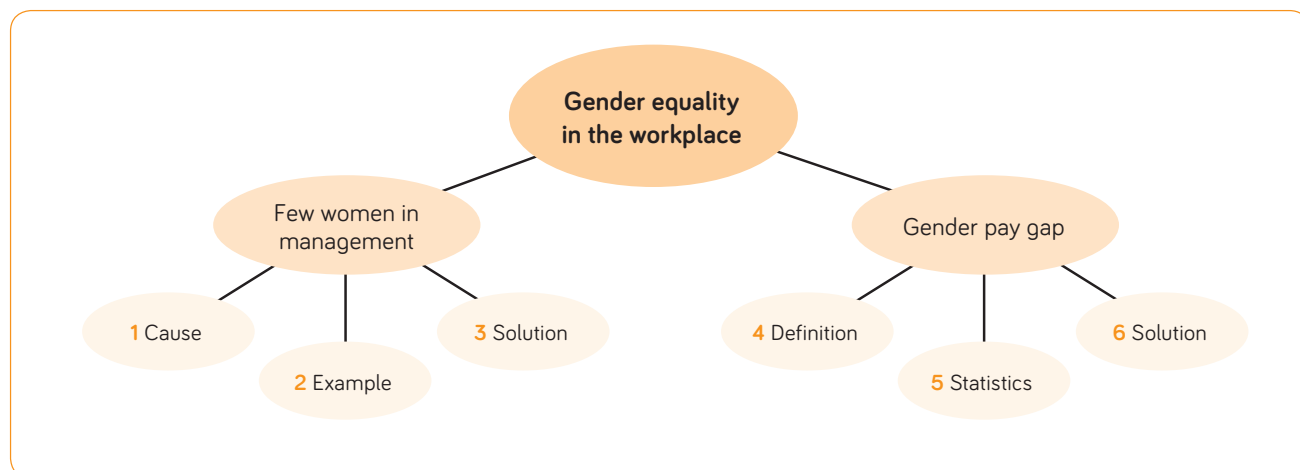 Gender equality
in the workplace
Few women in
management
Gender pay gap
1 Cause
2 Example
3 Solution
4 Definition
5 Statistics
6 Solution